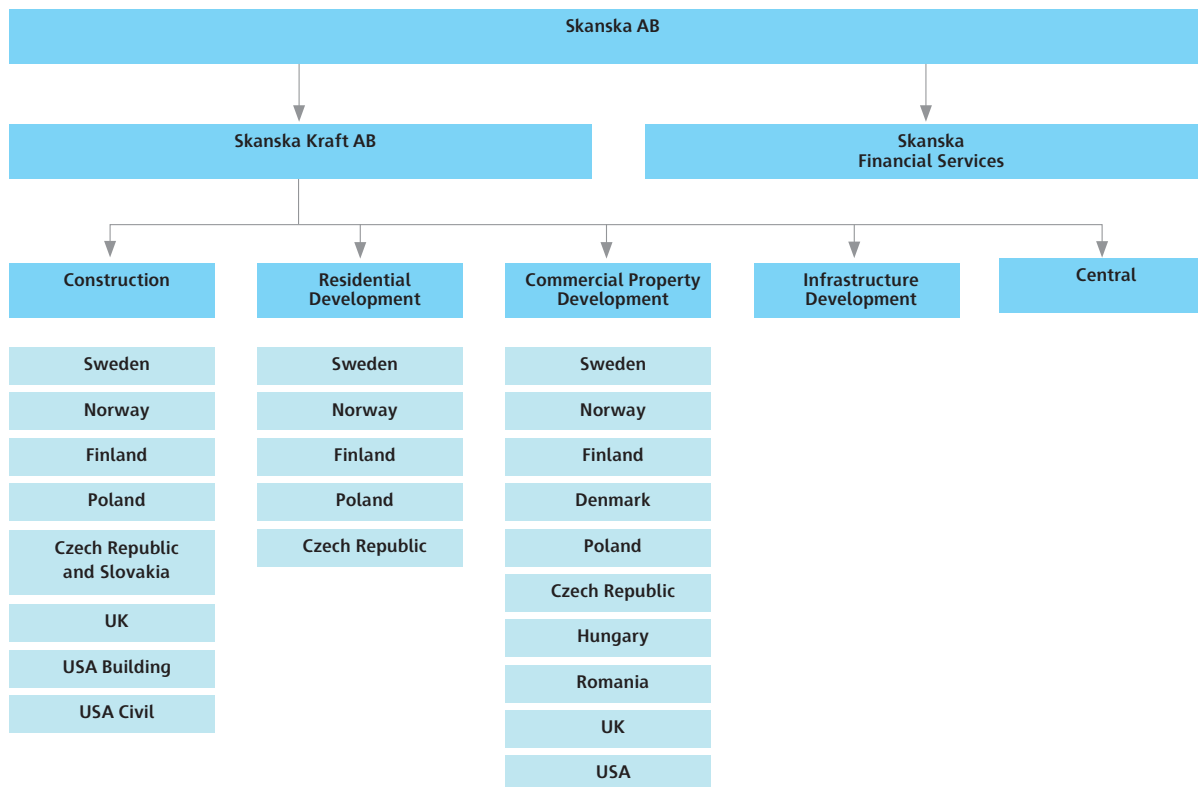 Skanska AB
Skanska Kraft AB
Skanska
Financial Services
Construction
Residential
Development
Commercial Property
Development
Infrastructure
Development
Central
Sweden
Norway
Finland
Poland
Czech Republic
and Slovakia
UK
USA Building
USA Civil
Sweden
Norway
Finland
Poland
Czech Republic
Sweden
Norway
Finland
Denmark
Poland
Czech Republic
Hungary
Romania
UK
USA